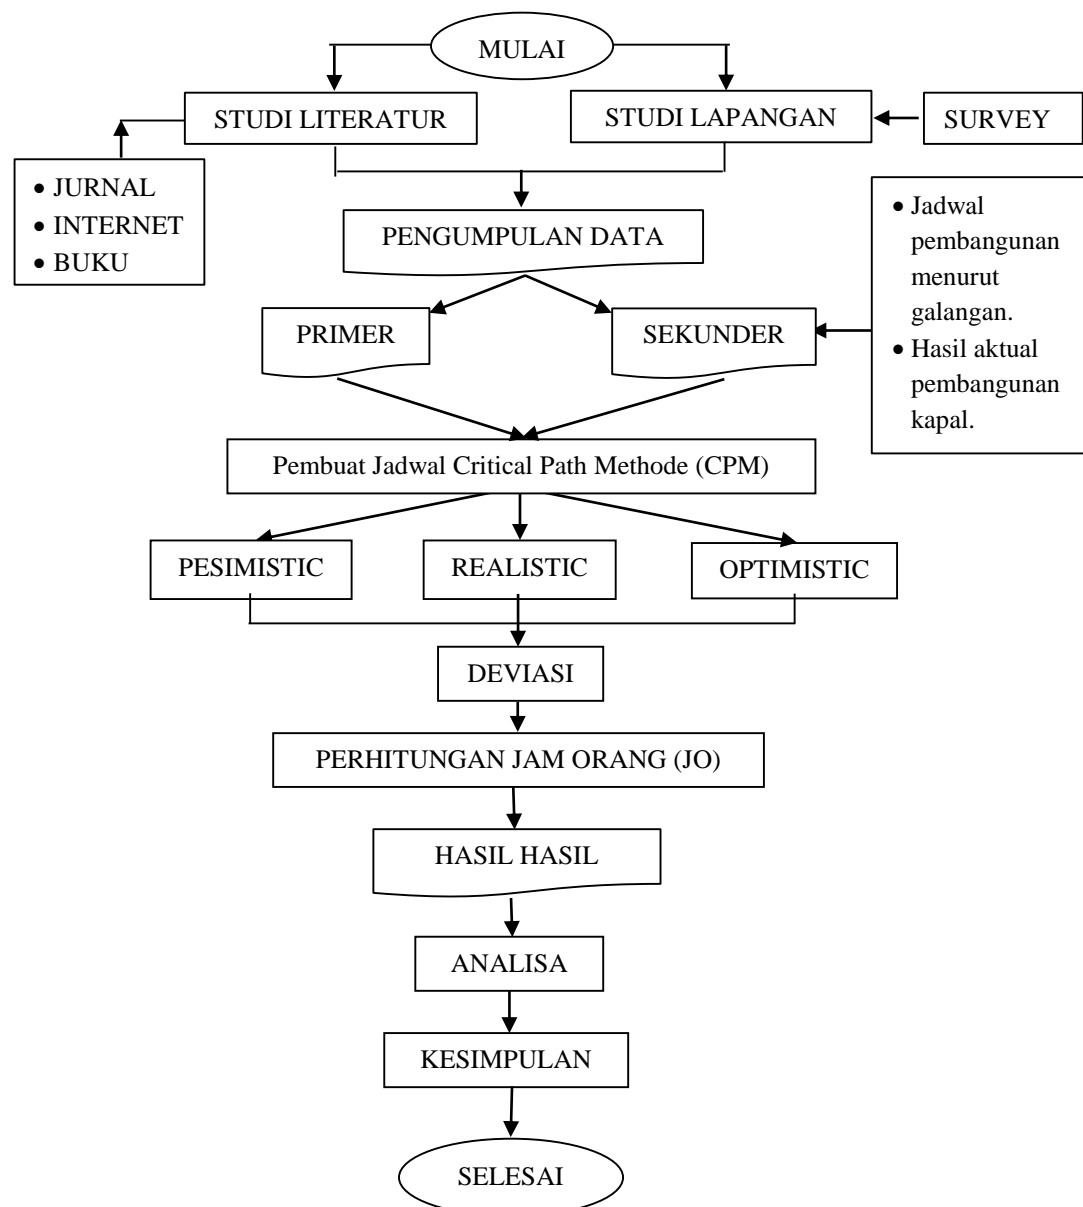 MULAI
STUDI LITERATUR
STUDI LAPANGAN
SURVEY
• JURNAL
• INTERNET
• BUKU
PENGUMPULAN DATA
• Jadwal
pembangunan
menurut
galangan.
• Hasil aktual
pembangunan
kapal.
PRIMER
SEKUNDER
Pembuat Jadwal Critical Path Methode (CPM)
PESIMISTIC
REALISTIC
OPTIMISTIC
DEVIASI
PERHITUNGAN JAM ORANG (JO)
HASIL HASIL
ANALISA
KESIMPULAN
SELESAI